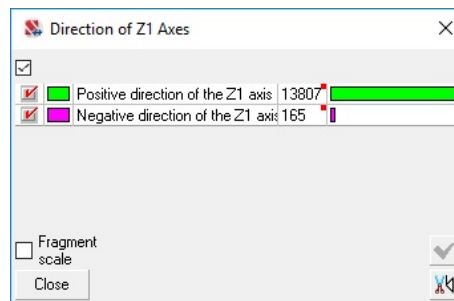 Direction of Z1 Axes
Positive direction of the Z1 axis 13807
Negative direction of the Z1 axis 165
Fragment
scale
Close